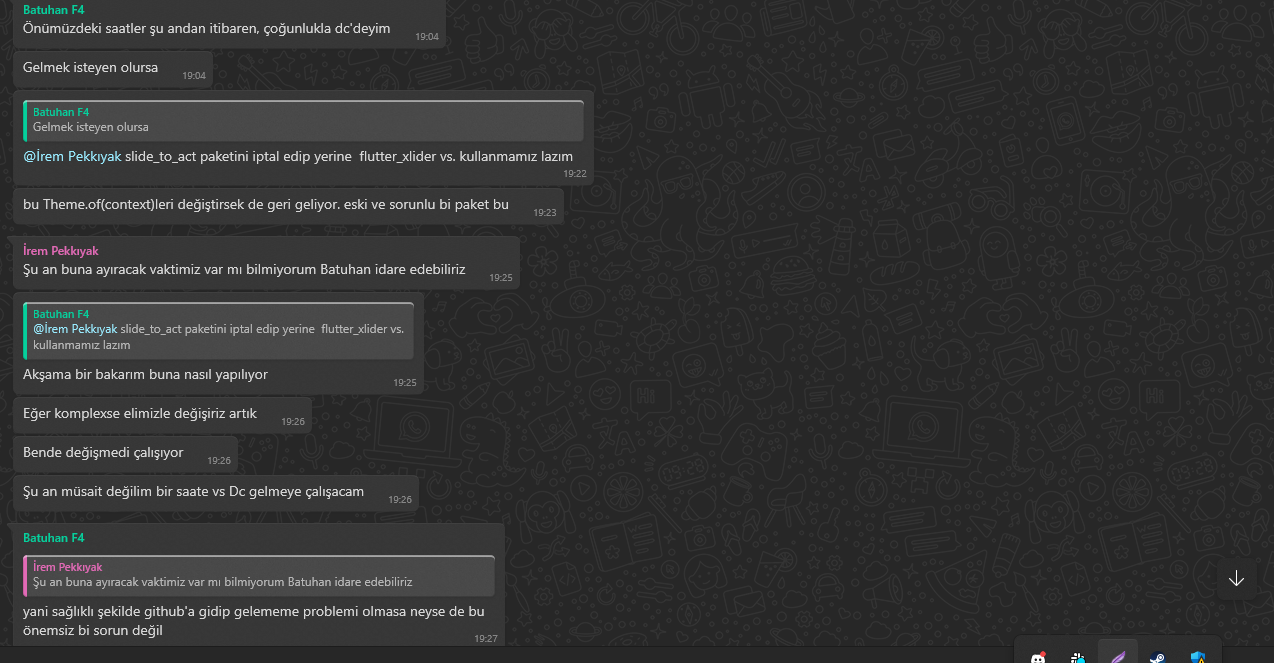 Batuhan F4
Önümüzdeki saatler şu andan itibaren, çoğunlukla dc'deyim
19:04
Gelmek isteyen olursa
19:04
Batuhan F4
Gelmek isteyen olursa
@İrem Pekkıyak slide_to_act paketini iptal edip yerine  flutter_xlider vs. kullanmamız lazım
19:22
bu Theme.of(context)leri değiştirsek de geri geliyor. eski ve sorunlu bi paket bu
19:23
İrem Pekkıyak
Şu an buna ayıracak vaktimiz var mı bilmiyorum Batuhan idare edebiliriz
19:25
Batuhan F4
@İrem Pekkıyak slide_to_act paketini iptal edip yerine  flutter_xlider vs.
kullanmamız lazım
Akşama bir bakarım buna nasıl yapılıyor
19:25
Eğer komplexse elimizle değişiriz artık
19:26
Bende değişmedi çalışıyor
19:26
Şu an müsait değilim bir saate vs Dc gelmeye çalışacam
19:26
Batuhan F4
İrem Pekkıyak
Şu an buna ayıracak vaktimiz var mı bilmiyorum Batuhan idare edebiliriz
yani sağlıklı şekilde github'a gidip gelememe problemi olmasa neyse de bu
önemsiz bi sorun değil
19:27